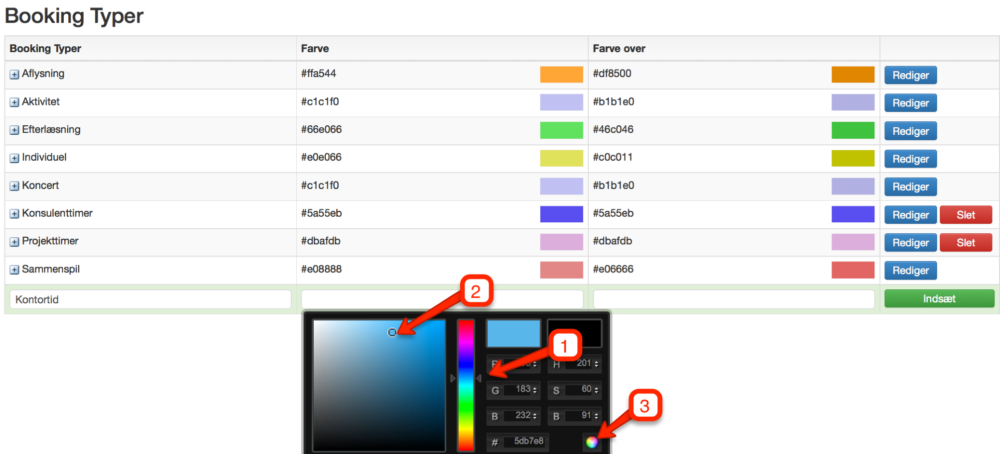 Booking Typer
Booking Typer Farve Farve over
Aflysning #ffa544 #df8500 Rediger
Aktivitet #c1c1f0 #b1b1e0 Rediger
Efterlæsning #66e066 #46c046 Rediger
Individuel #e0e066 #c0c011 Rediger
Koncert #c1c1f0 #b1b1e0 Rediger
Konsulenttimer #5a55eb #5a55eb Rediger Slet
Projekttimer #dbafdb #dbafdb Rediger Slet
Sammenspil #e08888 #e06666 Rediger
Kontortid Indsæt
2
1
H 201
G 183 S 60
B 232 B 91
3
# 5db7e8